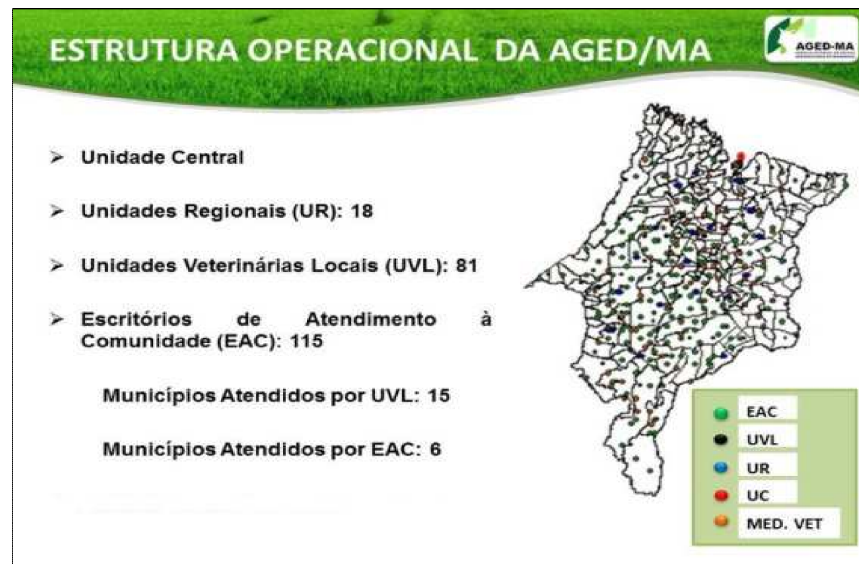 ESTRUTURA OPERACIONAL DA AGED/MA
AGED-MA
➢ Unidade Central
➢ Unidades Regionais (UR): 18
➢ Unidades Veterinárias Locais (UVL): 81
➢ Escritórios de Atendimento à
Comunidade (EAC): 115
Municípios Atendidos por UVL: 15
Municípios Atendidos por EAC: 6
EAC
UVL
UR
UC
MED. VET